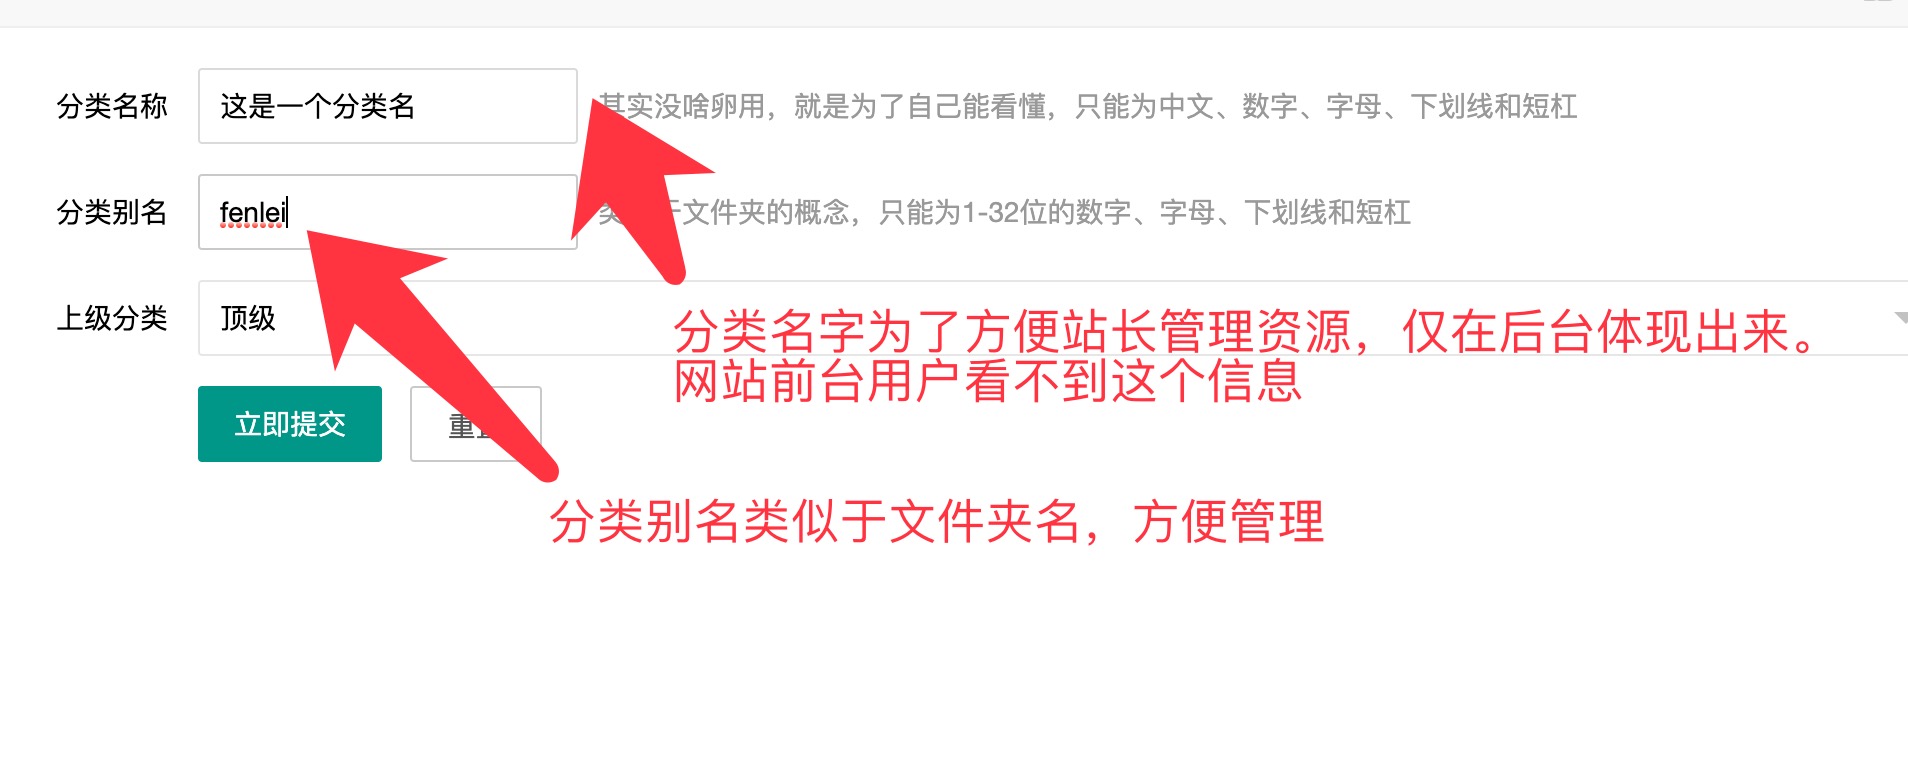 分类名称
这是一个分类名
其实没啥卵用，就是为了自己能看懂，只能为中文、数字、字母、下划线和短杠
分类别名
fenlei
于文件夹的概念，只能为1-32位的数字、字母、下划线和短杠
上级分类
顶级
分类名字为了方便站长管理资源，仅在后台体现出来。
网站前台用户看不到这个信息
立即提交
重
分类别名类似于文件夹名，方便管理